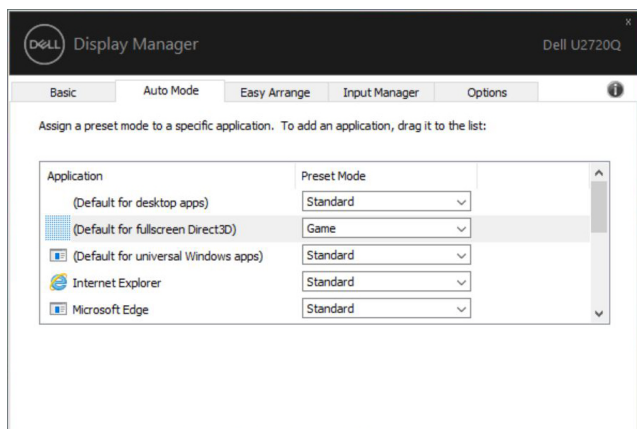 x
DELL Display Manager Dell U2720Q
Basic Auto Mode Easy Arrange Input Manager Options
Assign a preset mode to a specific application. To add an application, drag it to the list:
Application Preset Mode
(Default for desktop apps) Standard
(Default for fullscreen Direct3D) Game
(Default for universal Windows apps) Standard
Internet Explorer Standard
Microsoft Edge Standard